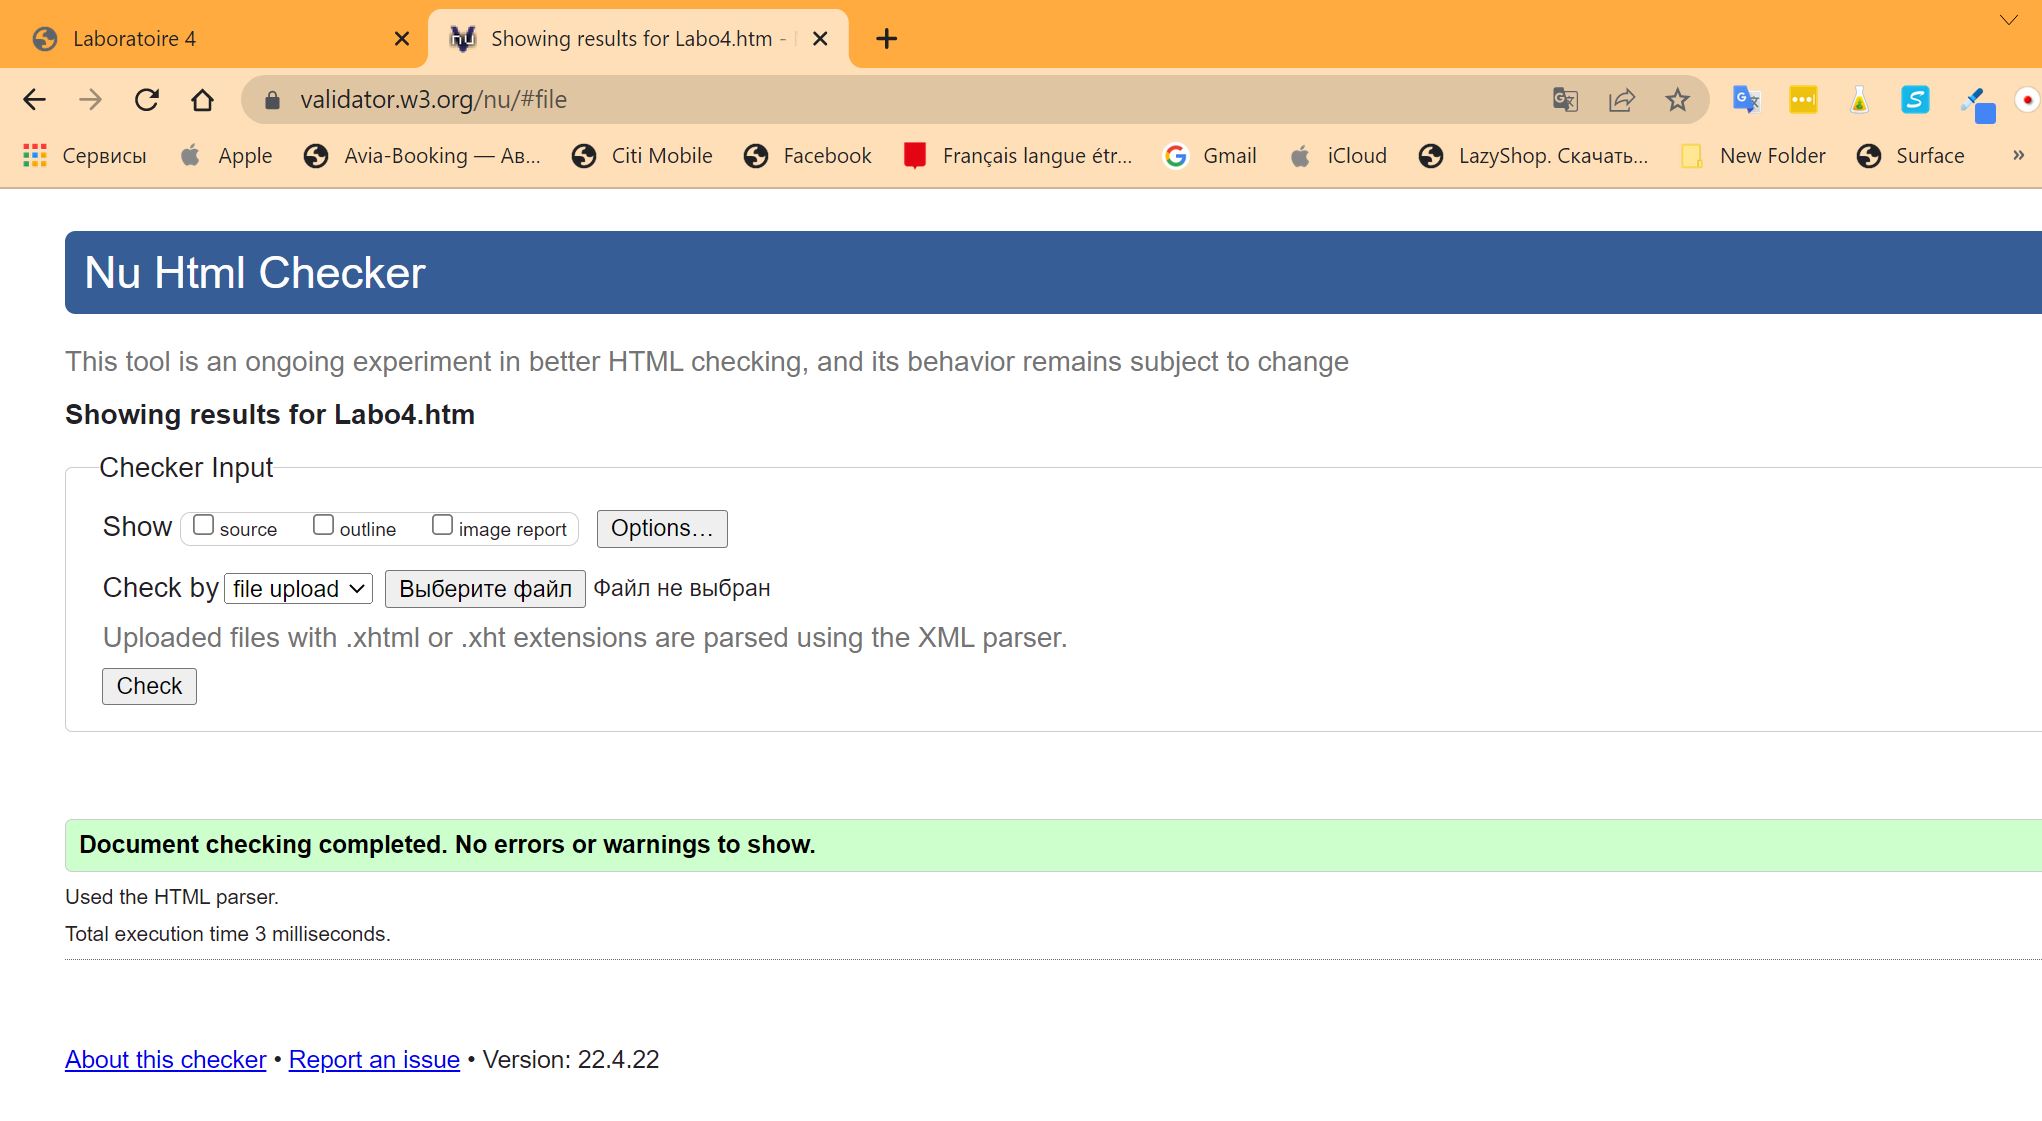 Laboratoire 4
Showing results for Labo4.htm -
validator.w3.org/nu/#file
Сервисы Apple Avia-Booking — Ав... Citi Mobile Facebook Français langue étr... Gmail iCloud LazyShop. Скачать... New Folder Surface »
Nu Html Checker
This tool is an ongoing experiment in better HTML checking, and its behavior remains subject to change
Showing results for Labo4.htm
Checker Input
Show source outline image report Options...
Check by file upload Выберите файл Файл не выбран
Uploaded files with .xhtml or .xht extensions are parsed using the XML parser.
Check
Document checking completed. No errors or warnings to show.
Used the HTML parser.
Total execution time 3 milliseconds.
About this checker • Report an issue • Version: 22.4.22